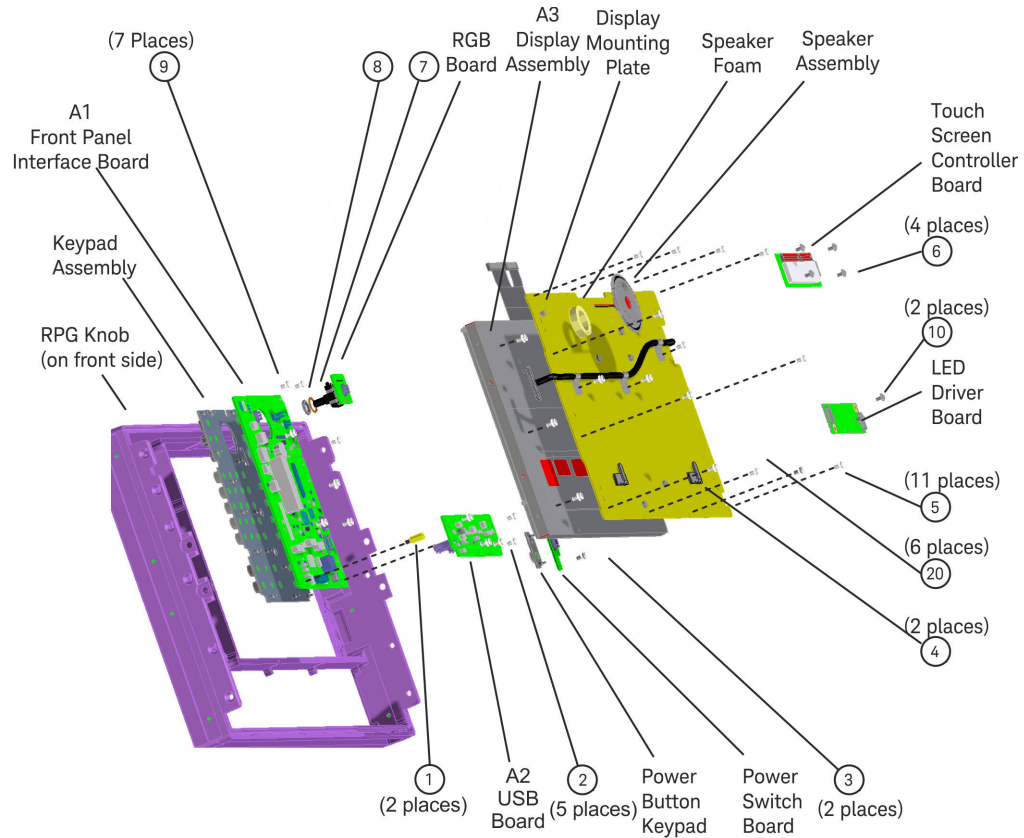 (7 Places)
9
8
7
RGB
Board
A3
Display
Assembly
Display
Mounting
Plate
Speaker
Foam
Speaker
Assembly
A1
Front Panel
Interface Board
Touch
Screen
Controller
Board
Keypad
Assembly
(4 places)
6
RPG Knob
(on front side)
(2 places)
10
LED
Driver
Board
(11 places)
5
(6 places)
20
(2 places)
4
1
(2 places)
A2
USB
Board
2
(5 places)
Power
Button
Keypad
Power
Switch
Board
3
(2 places)